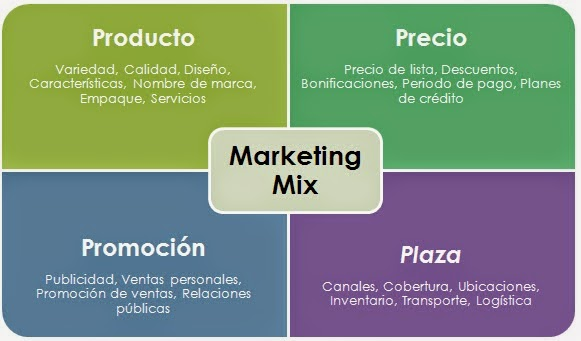 Producto
Variedad, Calidad, Diseño,
Características, Nombre de marca,
Empaque, Servicios
Precio
Precio de lista, Descuentos,
Bonificaciones, Periodo de pago, Planes
de crédito
Marketing
Mix
Promoción
Publicidad, Ventas personales,
Promoción de ventas, Relaciones
públicas
Plaza
Canales, Cobertura, Ubicaciones,
Inventario, Transporte, Logística